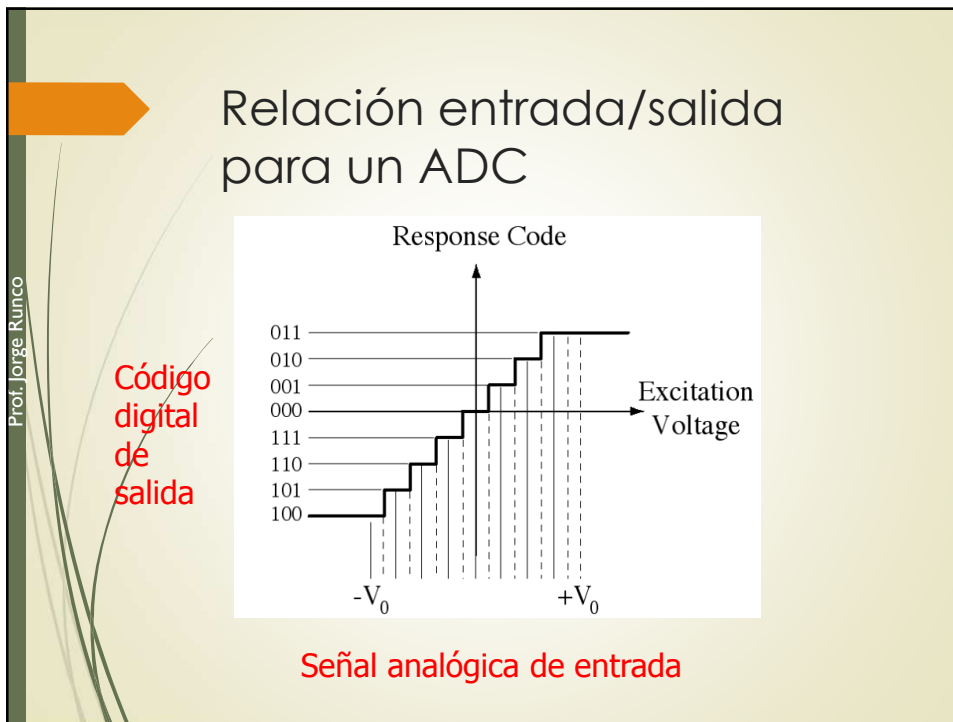 Relación entrada/salida
para un ADC
Prof. Jorge Runco
Response Code
011
010
001
000
111
110
101
100
Código
digital
de
salida
Excitation
Voltage
-V₀
+V₀
Señal analógica de entrada